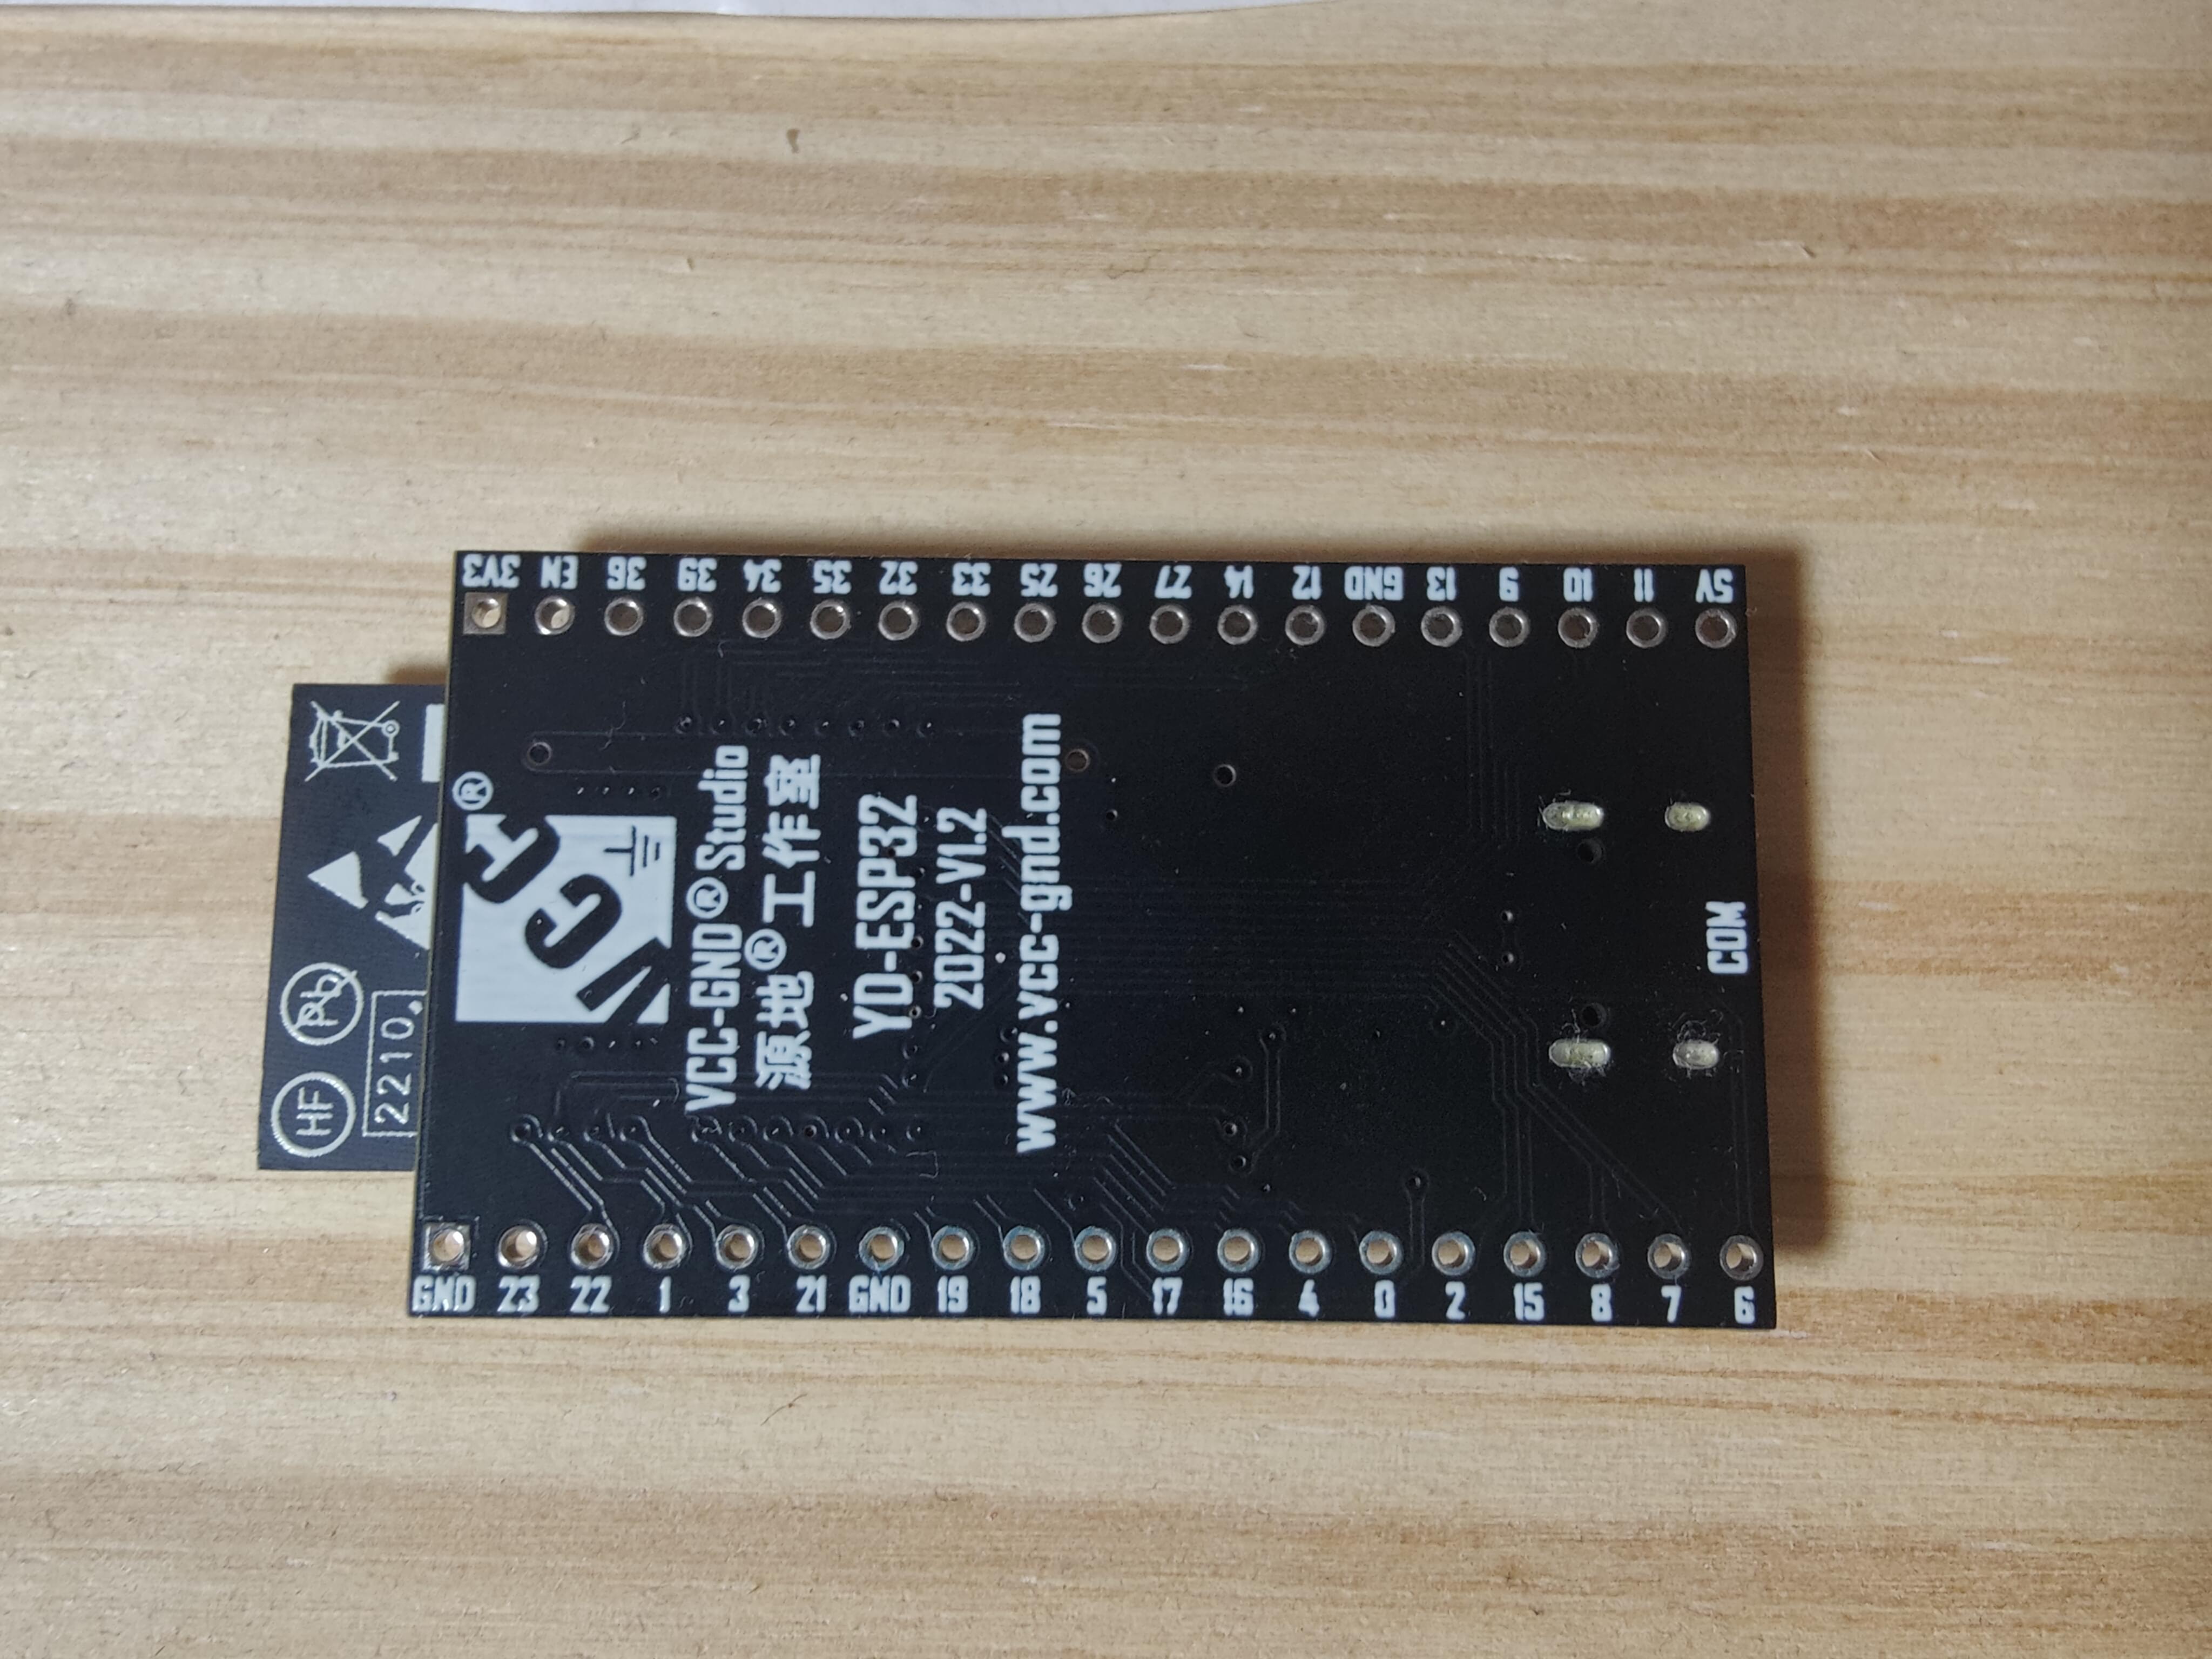 3V3 EN 36 39 34 35 32 33 25 26 27 14 12 GND 13 9 10 11 5V
VCC
®
VCC-GND® Studio
源地®工作室
YD-ESP32
2022-V1.2
www.vcc-gnd.com
COM
Pb
HF
2210
GND 23 22 1 3 21 GND 19 18 5 17 16 4 0 2 15 8 7 6